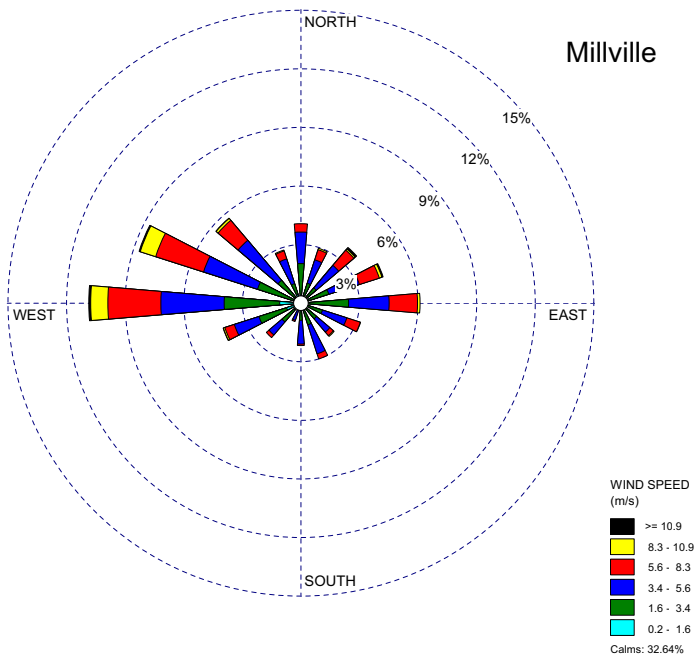 NORTH
Millville
15%
12%
9%
6%
3%
WEST
EAST
SOUTH
WIND SPEED
(m/s)
>= 10.9
8.3 - 10.9
5.6 - 8.3
3.4 - 5.6
1.6 - 3.4
0.2 - 1.6
Calms: 32.64%